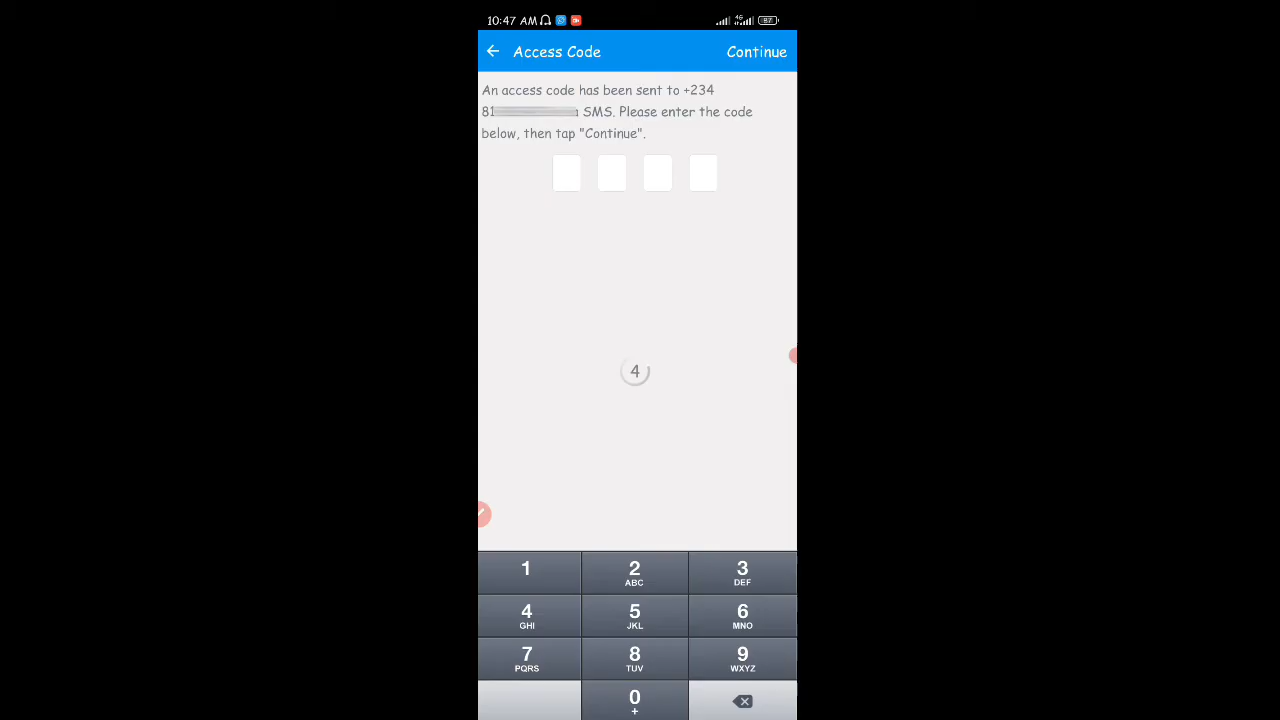 10:47 AM 4G 87
Access Code Continue
An access code has been sent to +234
81 SMS. Please enter the code
below, then tap "Continue".
4
1 2 3
ABC DEF
4 5 6
GHI JKL MNO
7 8 9
PQRS TUV WXYZ
0
+